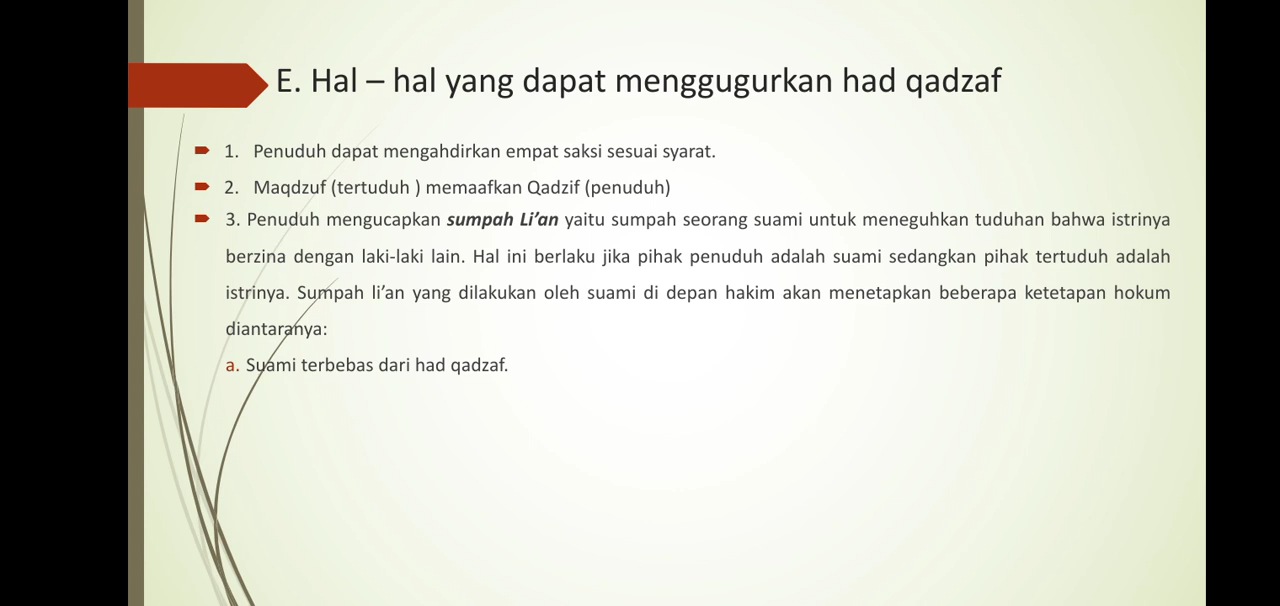 E. Hal – hal yang dapat menggugurkan had qadzaf
1. Penuduh dapat mengahdirkan empat saksi sesuai syarat.
2. Maqdzuf (tertuduh ) memaafkan Qadzif (penuduh)
3. Penuduh mengucapkan sumpah Li’an yaitu sumpah seorang suami untuk meneguhkan tuduhan bahwa istrinya
berzina dengan laki-laki lain. Hal ini berlaku jika pihak penuduh adalah suami sedangkan pihak tertuduh adalah
istrinya. Sumpah li’an yang dilakukan oleh suami di depan hakim akan menetapkan beberapa ketetapan hokum
diantaranya:
a. Suami terbebas dari had qadzaf.